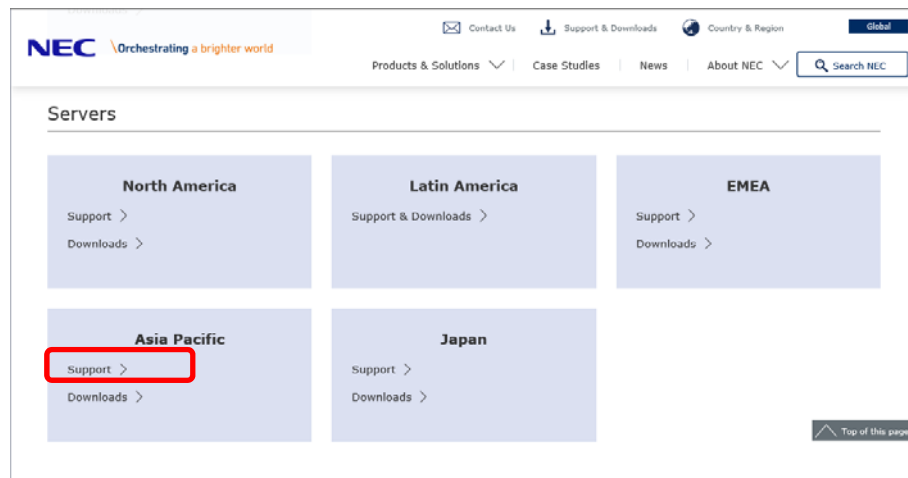 Downloads
Contact Us
Support & Downloads
Country & Region
Global
NEC
\Orchestrating a brighter world
Products & Solutions
Case Studies
News
About NEC
Search NEC
Servers
North America
Support
Downloads
Latin America
Support & Downloads
EMEA
Support
Downloads
Asia Pacific
Support
Downloads
Japan
Support
Downloads
Top of this page